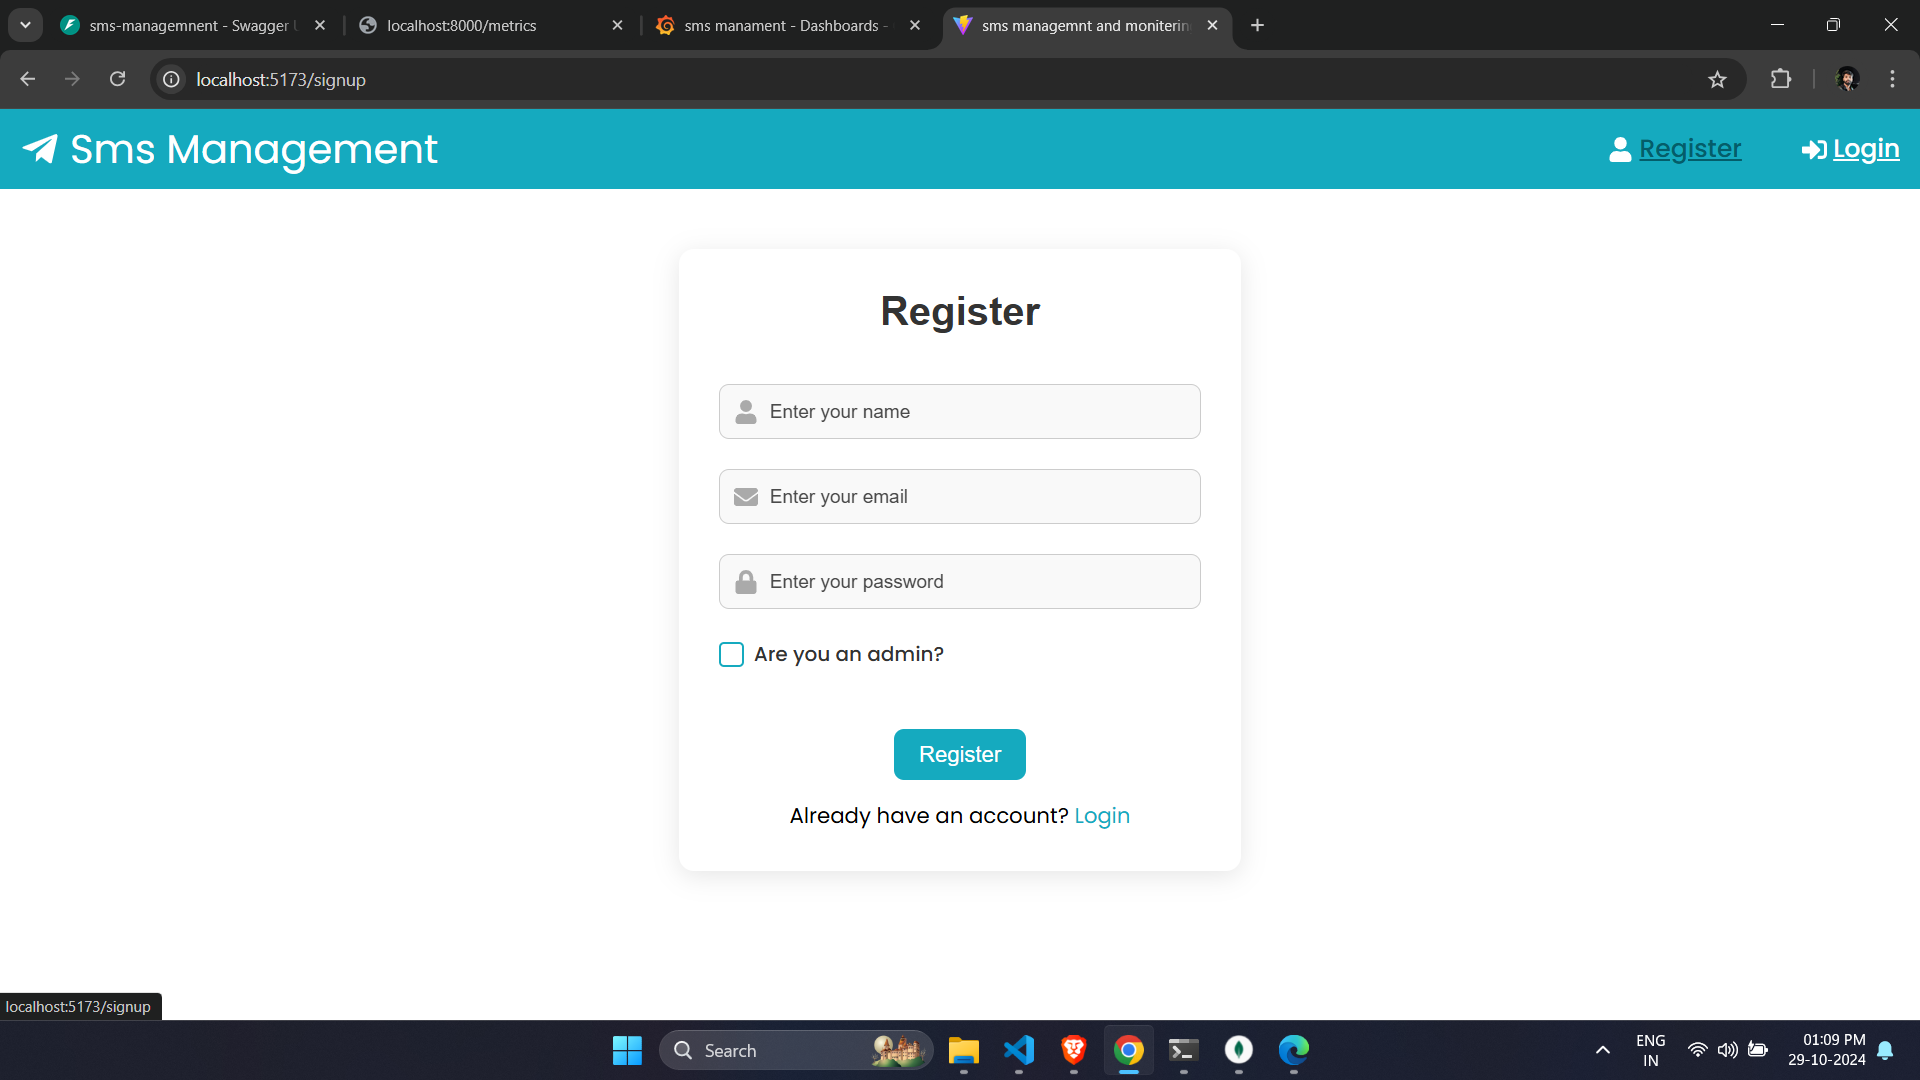 sms-managemnent - Swagger U
localhost:8000/metrics
sms manament - Dashboards -
sms managemnt and moniterin
localhost:5173/signup
Sms Management
Register
Login
Register
Enter your name
Enter your email
Enter your password
Are you an admin?
Register
Already have an account? Login
localhost:5173/signup
Search
ENG
IN
01:09 PM
29-10-2024